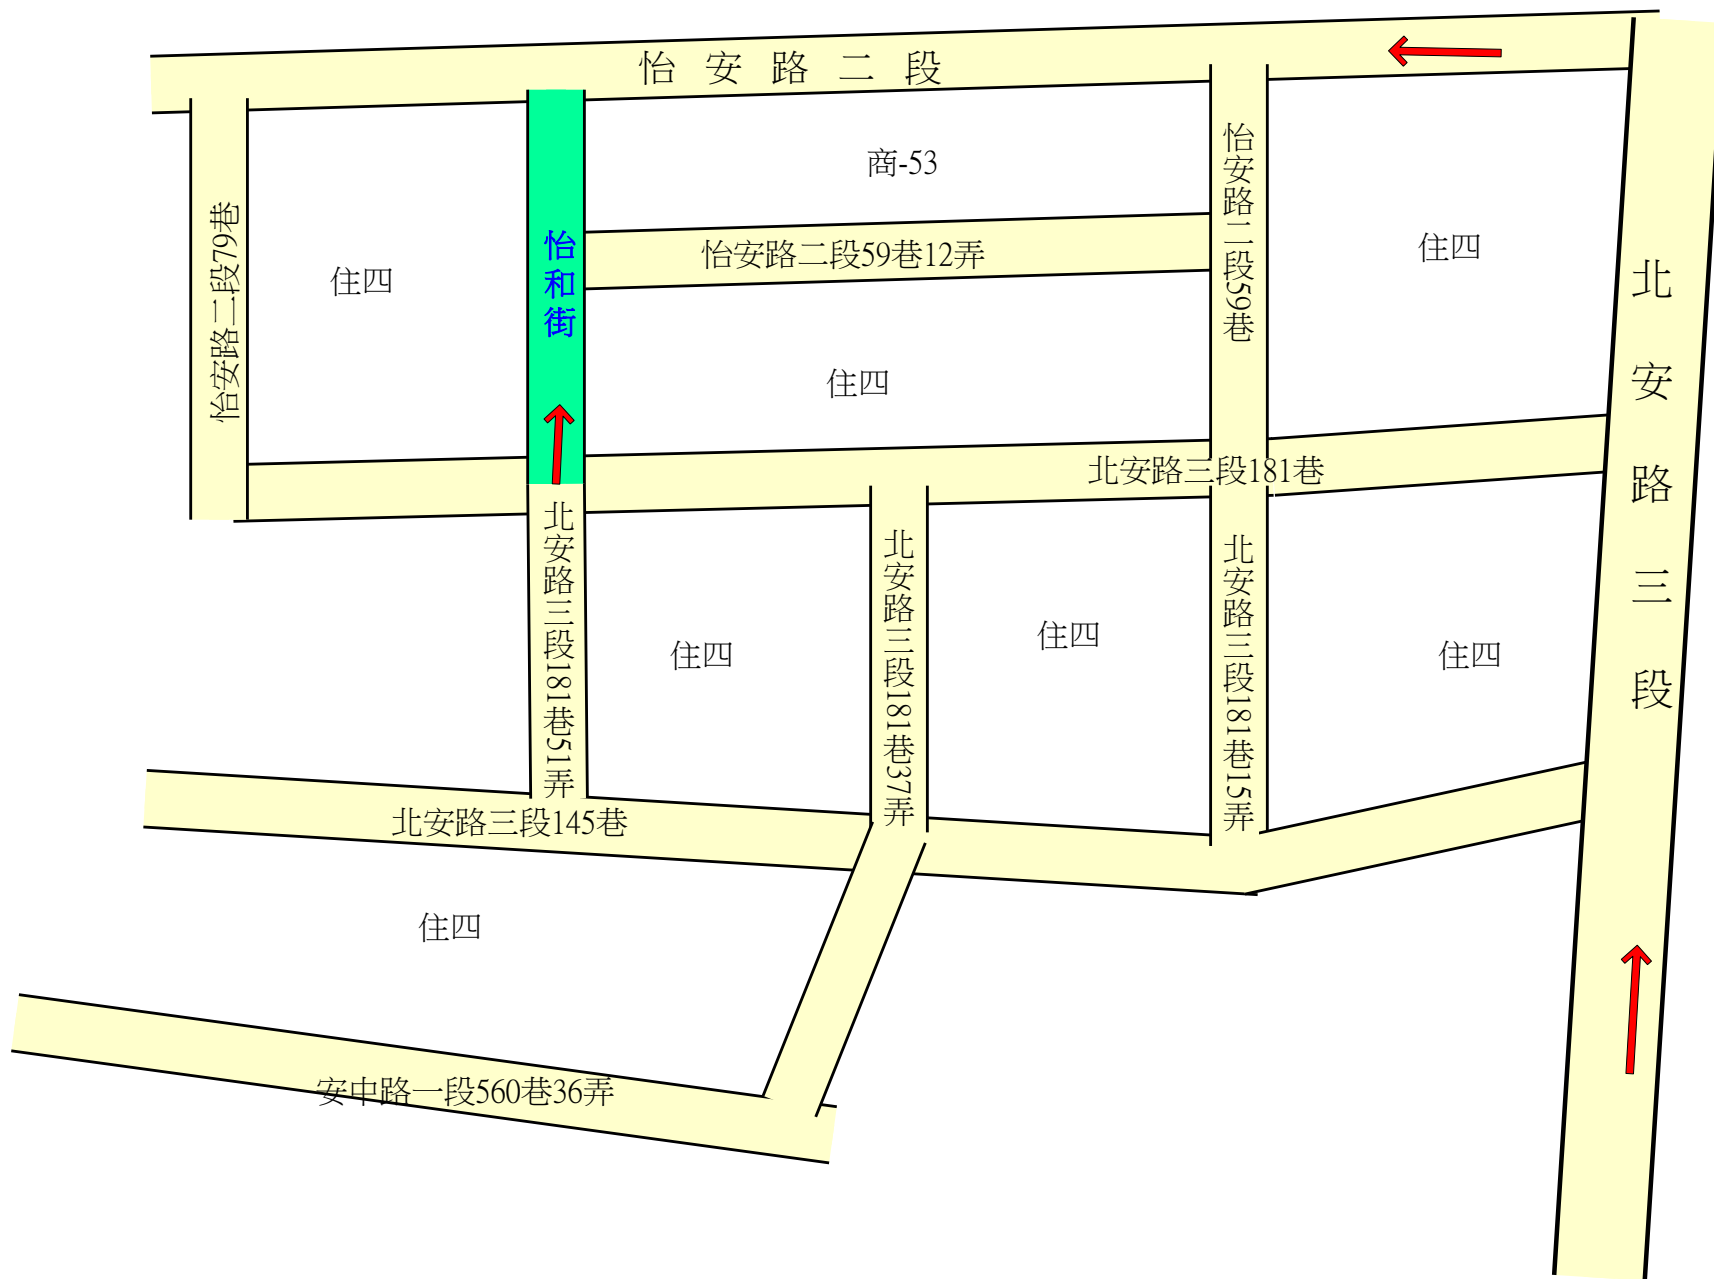 怡安路二段
商-53
怡安路二段59巷
怡安路二段79巷
怡和街
怡安路二段59巷12弄
住四
住四
北安路三段
住四
北安路三段181巷
北安路三段181巷51弄
北安路三段181巷37弄
北安路三段181巷15弄
住四
住四
住四
北安路三段145巷
住四
安中路一段560巷36弄